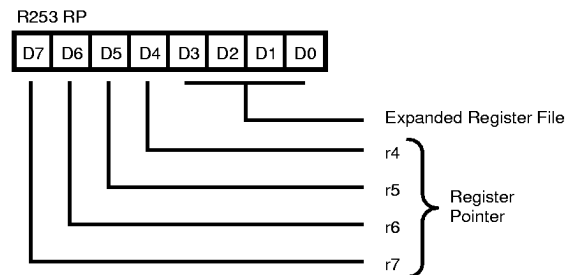 R253 RP
D7 D6 D5 D4 D3 D2 D1 D0
Expanded Register File
r4
r5
r6
r7
Register
Pointer